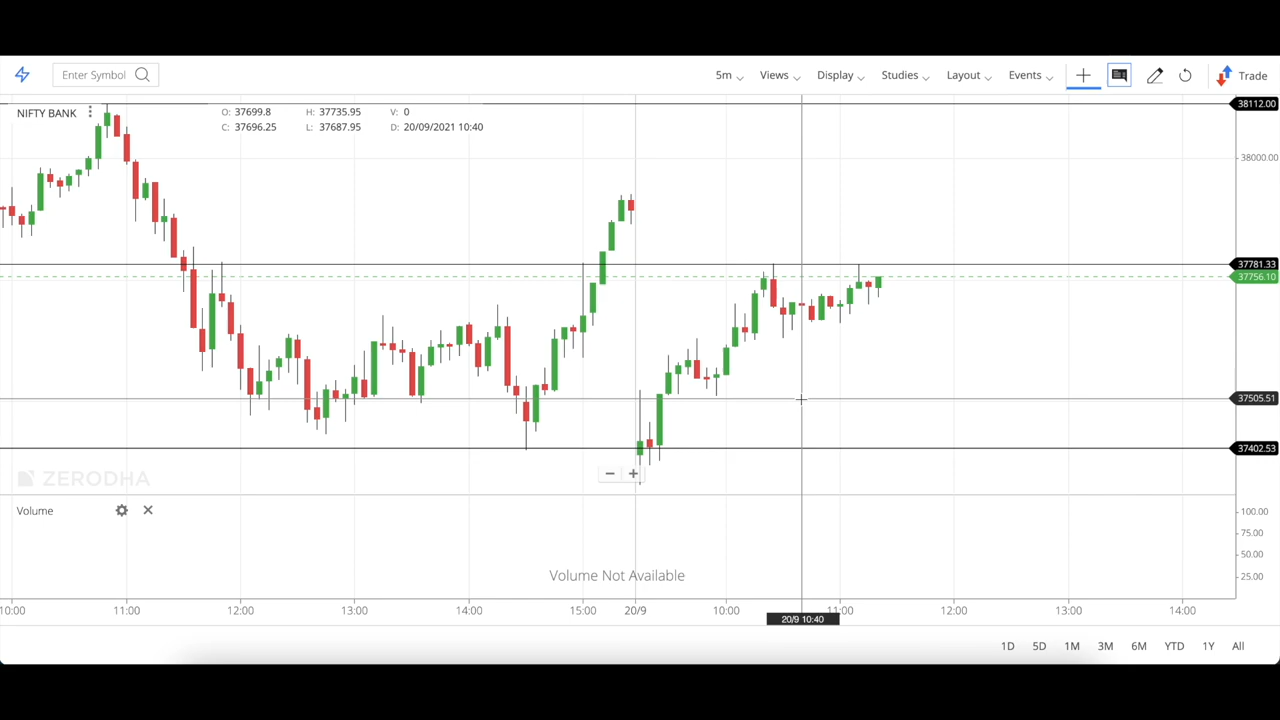 Enter Symbol
5m Views Display Studies Layout Events Trade
NIFTY BANK
O: 37699.8 H: 37735.95 V: 0
C: 37696.25 L: 37687.95 D: 20/09/2021 10:40
38112.00
38000.00
37781.33
37756.10
37505.51
37402.53
ZERODHA
Volume
100.00
75.00
50.00
25.00
Volume Not Available
10:00 11:00 12:00 13:00 14:00 15:00 20/9 10:00 11:00 12:00 13:00 14:00
20/9 10:40
1D 5D 1M 3M 6M YTD 1Y All